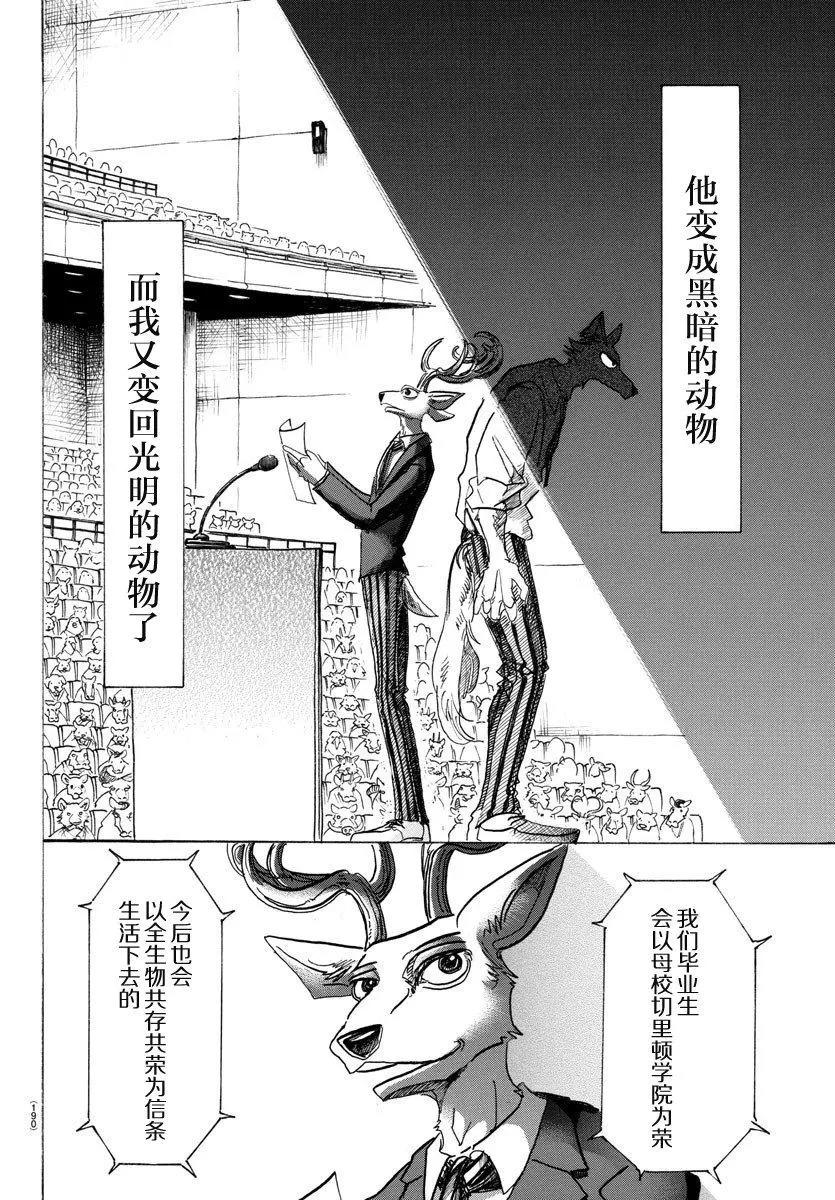 他变成黑暗的动物
而我又变回光明的动物了
我们毕业生
会以母校切里顿学院为荣
今后也会
以全生物共存共荣为信条
生活下去的
(190)